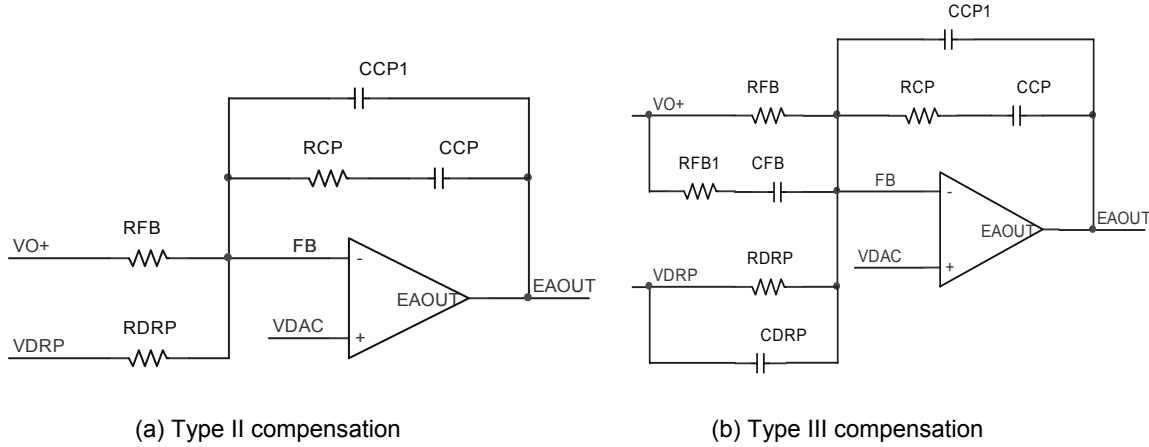 CCP1
RCP
CCP
RFB
VO+
FB
EAOUT
EAOUT
RDRP
VDAC
+
-
VDRP
(a) Type II compensation
CCP1
RFB
RCP
CCP
VO+
RFB1
CFB
FB
-
EAOUT
EAOUT
RDRP
VDAC
+
VDRP
CDRP
(b) Type III compensation